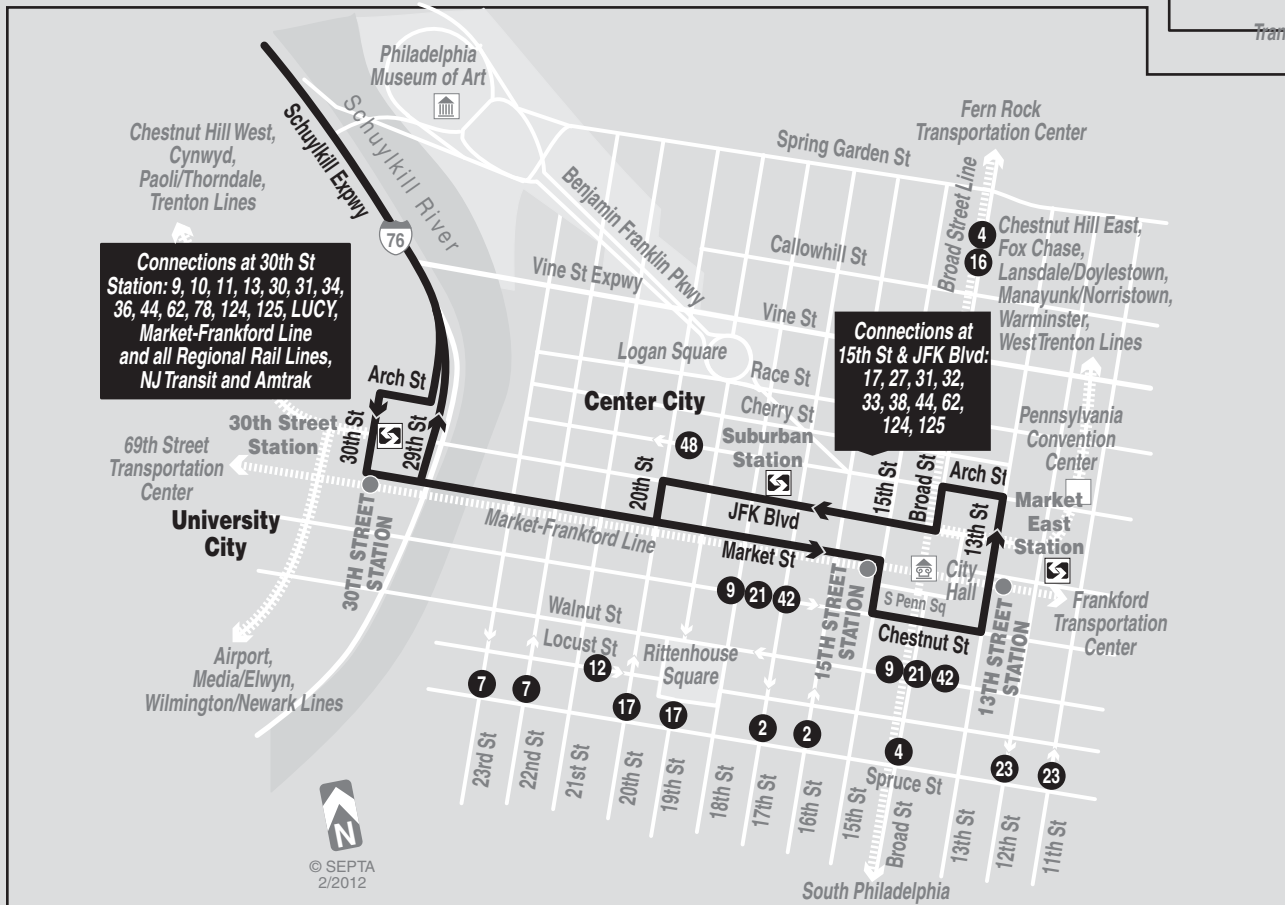 Tran
Philadelphia
Museum of Art
Fern Rock
Transportation Center
Chestnut Hill West,
Cynwyd,
Paoli/Thorndale,
Trenton Lines
Schuylkill Expwy
Schuylkill River
76
Spring Garden St
Benjamin Franklin Pkwy
Broad Street Line
4
16
Chestnut Hill East,
Fox Chase,
Lansdale/Doylestown,
Manayunk/Norristown,
Warminster,
WestTrenton Lines
Callowhill St
Vine St Expwy
Vine St
Connections at 30th St
Station: 9, 10, 11, 13, 30, 31, 34,
36, 44, 62, 78, 124, 125, LUCY,
Market-Frankford Line
and all Regional Rail Lines,
NJ Transit and Amtrak
Connections at
15th St & JFK Blvd:
17, 27, 31, 32,
33, 38, 44, 62,
124, 125
Logan Square
Race St
Cherry St
Arch St
Center City
48
Suburban
Station
Pennsylvania
Convention
Center
30th Street
Station
30th St
29th St
69th Street
Transportation
Center
University
City
20th St
JFK Blvd
15th St
Broad St
Arch St
13th St
Market
East
Station
Market-Frankford Line
Market St
30TH STREET
STATION
15TH STREET
STATION
City
Hall
S Penn Sq
9
21
42
Chestnut St
13TH STREET
STATION
Frankford
Transportation
Center
Walnut St
Locust St
12
Rittenhouse
Square
9
21
42
Airport,
Media/Elwyn,
Wilmington/Newark Lines
7
7
17
17
2
2
4
23
23
Spruce St
23rd St
22nd St
21st St
20th St
19th St
18th St
17th St
16th St
15th St
Broad St
13th St
12th St
11th St
N
© SEPTA
2/2012
South Philadelphia